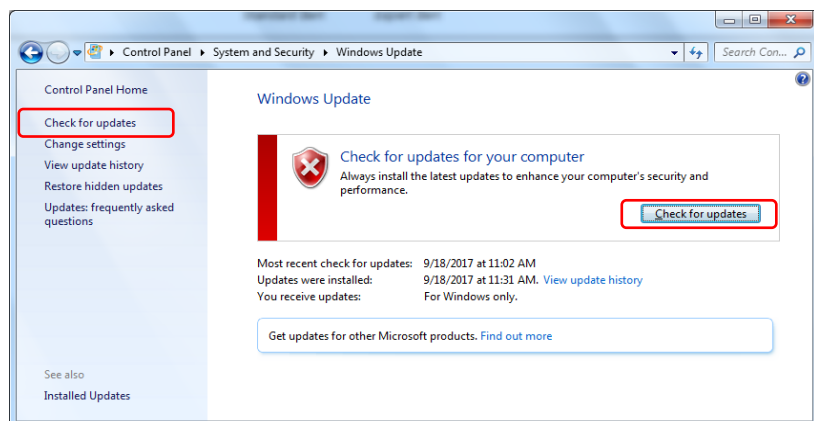 Control Panel ▸ System and Security ▸ Windows Update
Search Con...
Control Panel Home
Check for updates
Change settings
View update history
Restore hidden updates
Updates: frequently asked
questions
See also
Installed Updates
Windows Update
Check for updates for your computer
Always install the latest updates to enhance your computer's security and
performance.
Check for updates
Most recent check for updates: 9/18/2017 at 11:02 AM
Updates were installed: 9/18/2017 at 11:31 AM. View update history
You receive updates: For Windows only.
Get updates for other Microsoft products. Find out more